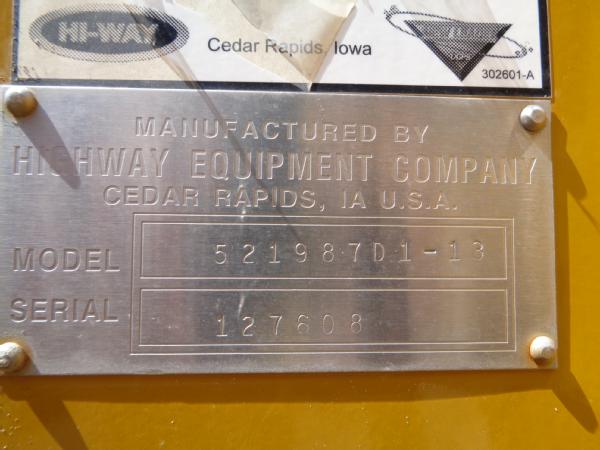 HI-WAY
Cedar Rapids, Iowa
302601-A
MANUFACTURED BY
HIGHWAY EQUIPMENT COMPANY
CEDAR RAPIDS, IA U.S.A.
MODEL 521987D1-13
SERIAL 127608